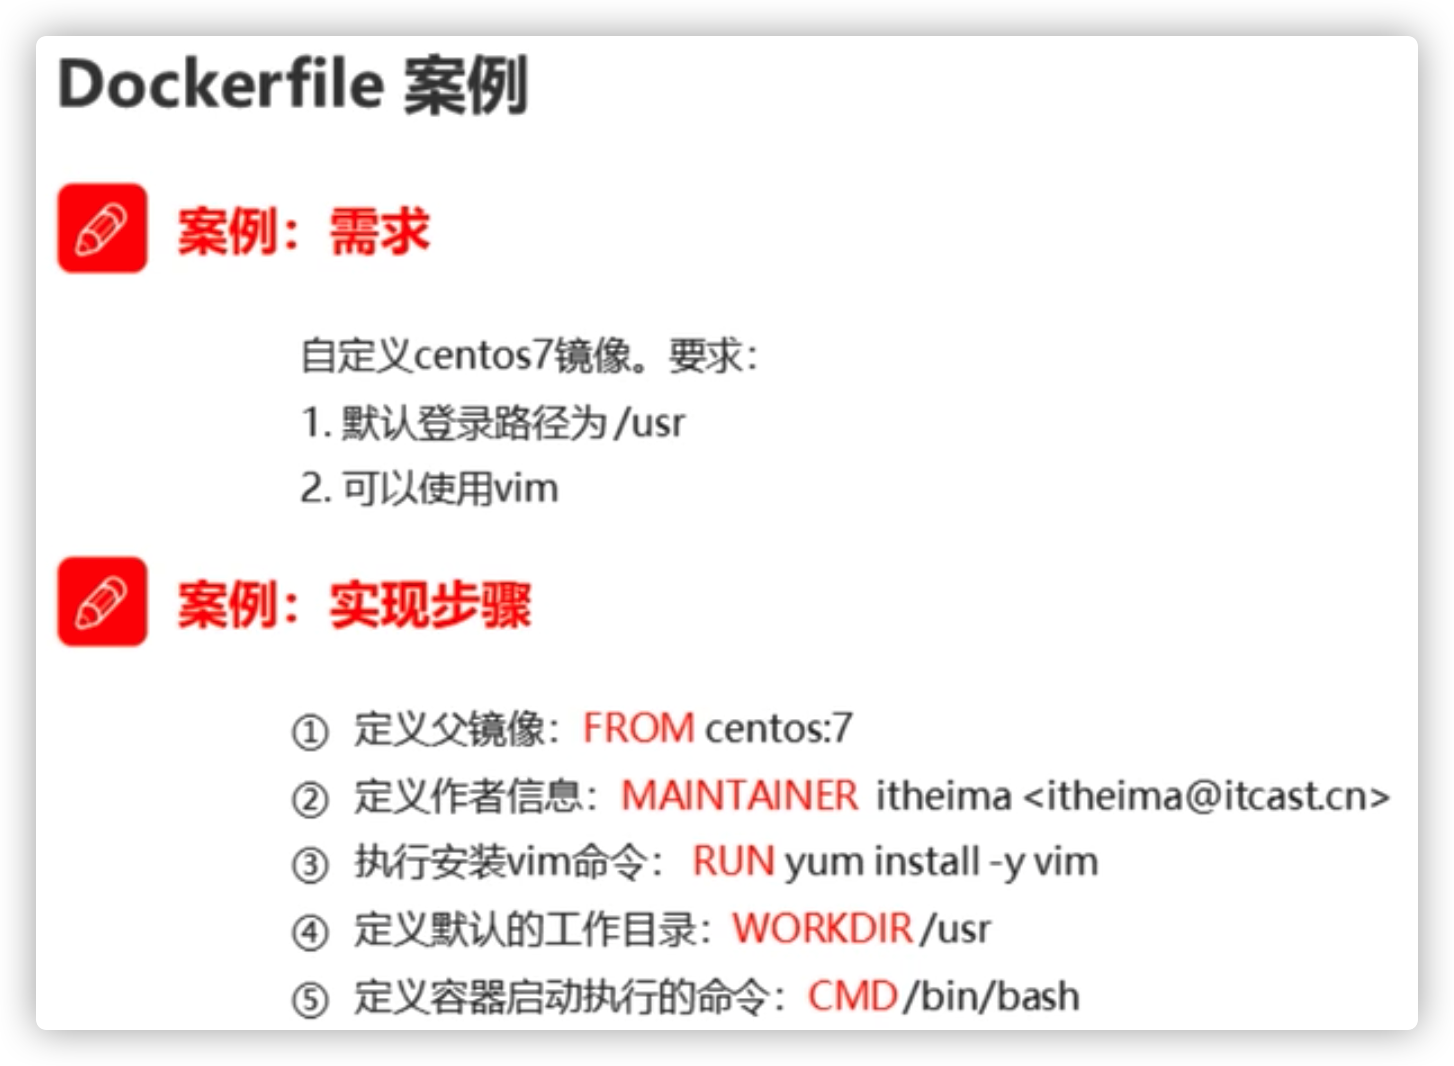 Dockerfile 案例
案例：需求
自定义centos7镜像。要求：
1. 默认登录路径为 /usr
2. 可以使用vim
案例：实现步骤
① 定义父镜像：FROM centos:7
② 定义作者信息：MAINTAINER itheima <itheima@itcast.cn>
③ 执行安装vim命令： RUN yum install -y vim
④ 定义默认的工作目录：WORKDIR /usr
⑤ 定义容器启动执行的命令：CMD /bin/bash